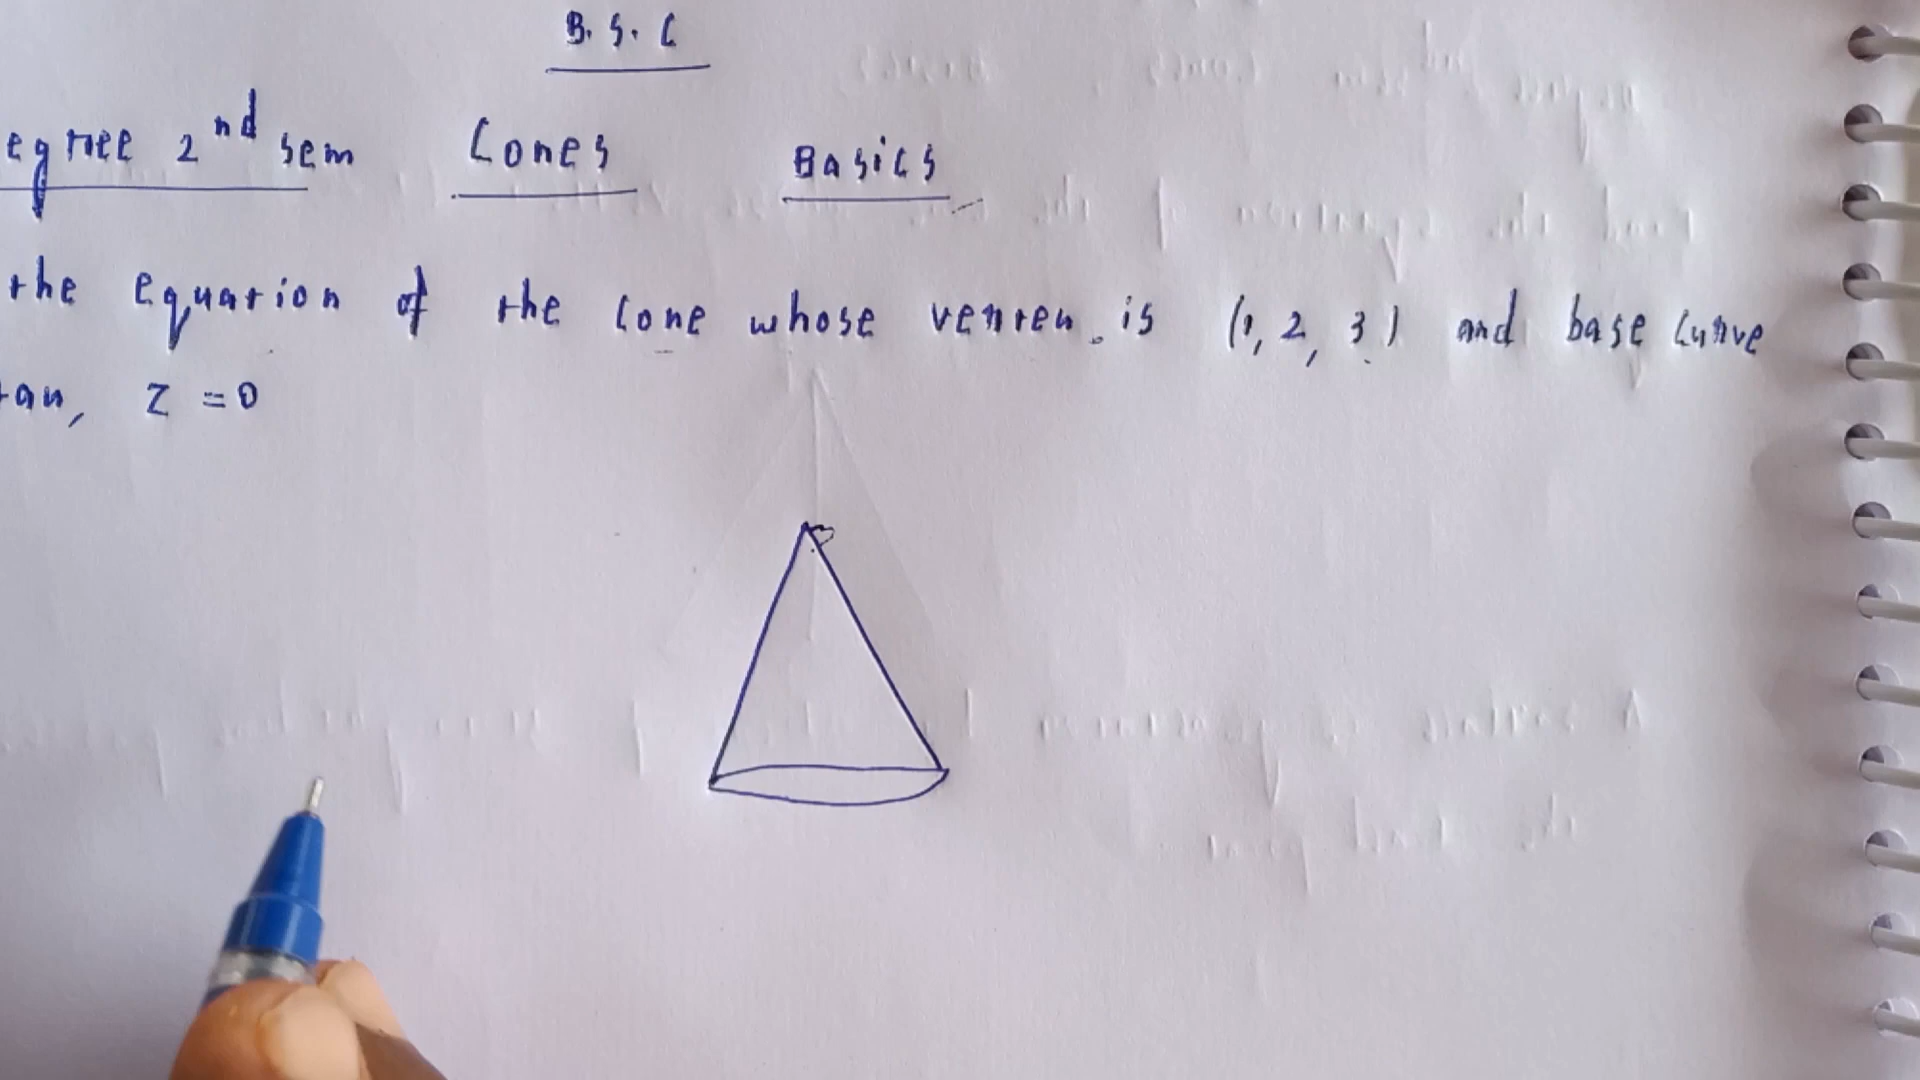 B.S.C
egree 2nd sem Cones Basics
the equation of the cone whose vertex is (1, 2, 3) and base curve
4ax, Z = 0